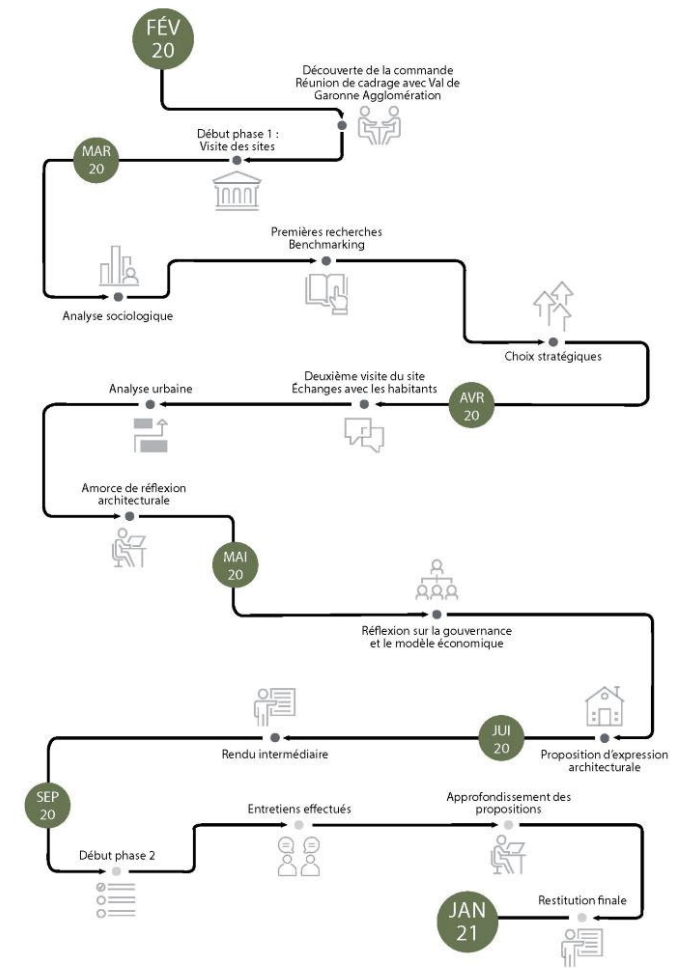 FÉV
20
Découverte de la commande
Réunion de cadrage avec Val de
Garonne Agglomération
Début phase 1 :
Visite des sites
MAR
20
Analyse sociologique
Premières recherches
Benchmarking
Choix stratégiques
AVR
20
Deuxième visite du site
Échanges avec les habitants
Analyse urbaine
Amorce de réflexion
architecturale
MAI
20
Réflexion sur la gouvernance
et le modèle économique
Proposition d'expression
architecturale
JUI
20
Rendu intermédiaire
SEP
20
Début phase 2
Entretiens effectués
Approfondissement des
propositions
Restitution finale
JAN
21